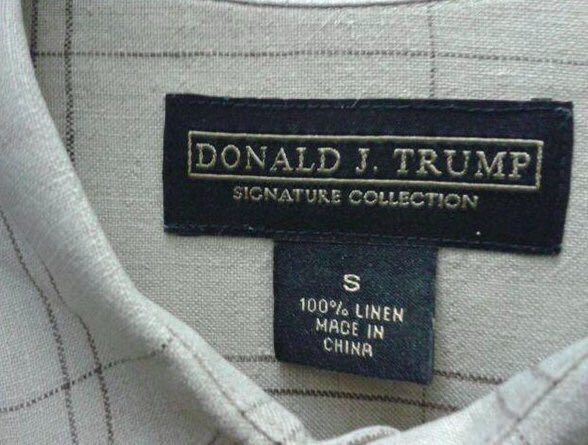 DONALD J. TRUMP
SIGNATURE COLLECTION
S
100% LINEN
MADE IN
CHINA